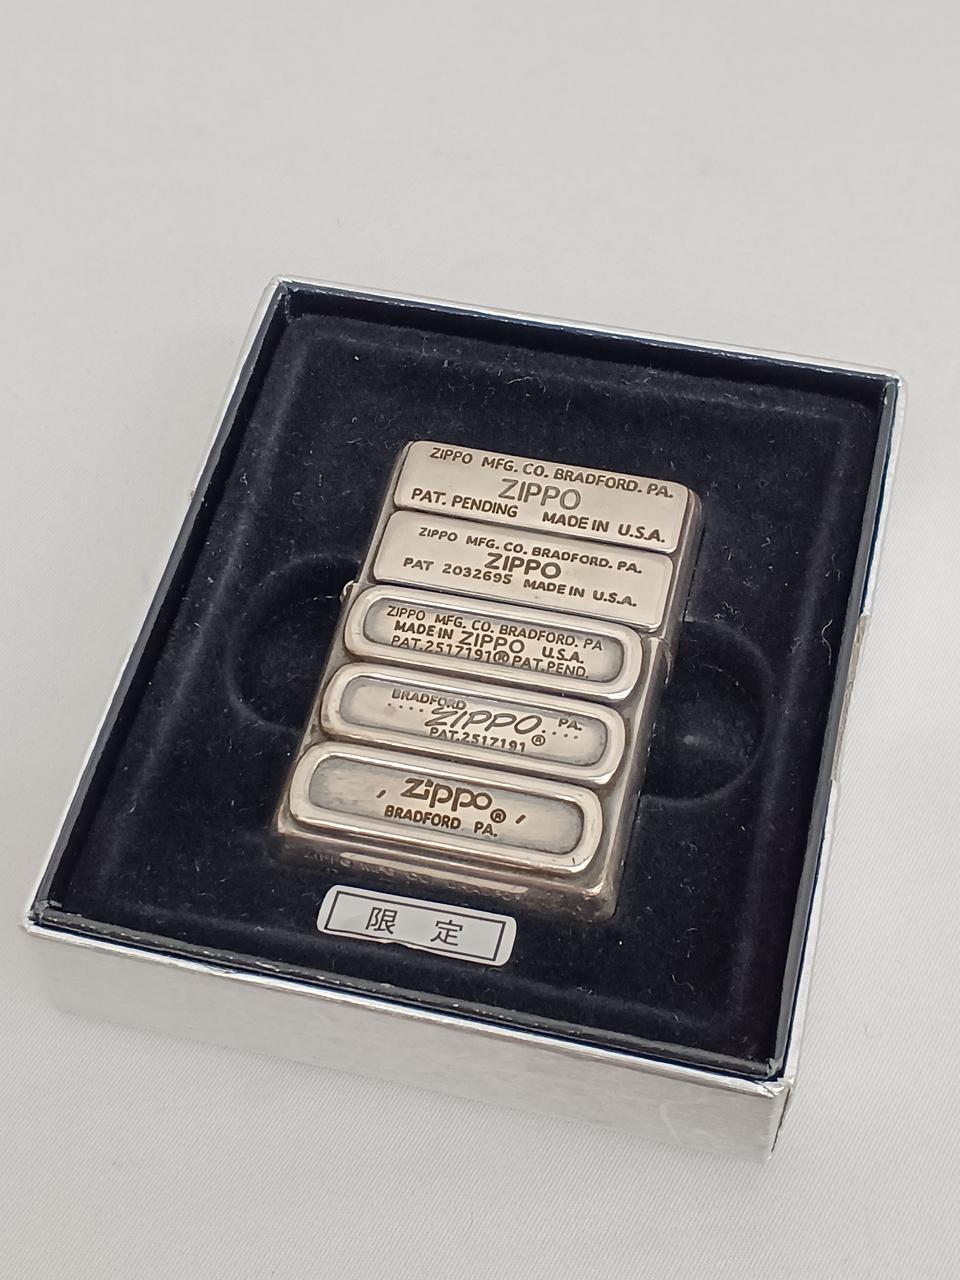 ZIPPO MFG. CO. BRADFORD. PA.
ZIPPO
PAT. PENDING MADE IN U.S.A.
ZIPPO MFG. CO. BRADFORD. PA.
ZIPPO
PAT 2032695 MADE IN U.S.A.
ZIPPO MFG. CO. BRADFORD, PA
MADE IN ZIPPO U.S.A.
PAT.2517191®PAT.PEND.
BRADFORD PA.
.... ZIPPO ....
PAT.2517191 ®
, Zippo® ,
BRADFORD PA.
限 定